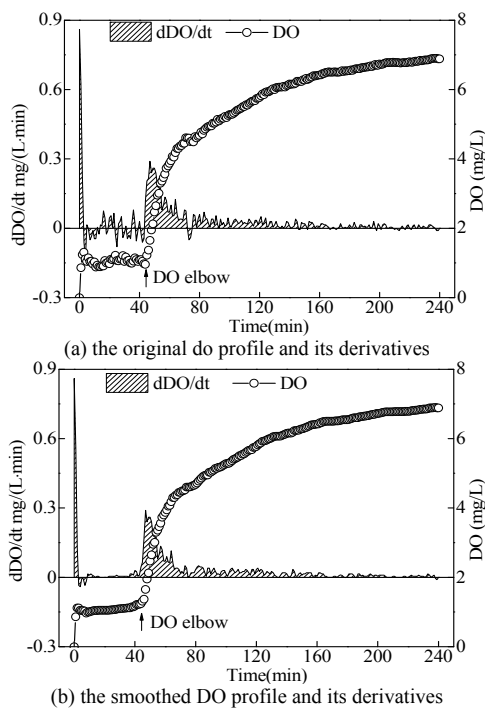 dDO/dt DO
0.9 8
0.6 6
0.3 4
0 2
-0.3 0
dDO/dt mg/(L·min)
DO (mg/L)
DO elbow
0 40 80 120 160 200 240
Time(min)
(a) the original do profile and its derivatives
dDO/dt DO
0.9 8
0.6 6
0.3 4
0 2
-0.3 0
dDO/dt mg/(L·min)
DO (mg/L)
DO elbow
0 40 80 120 160 200 240
Time(min)
(b) the smoothed DO profile and its derivatives